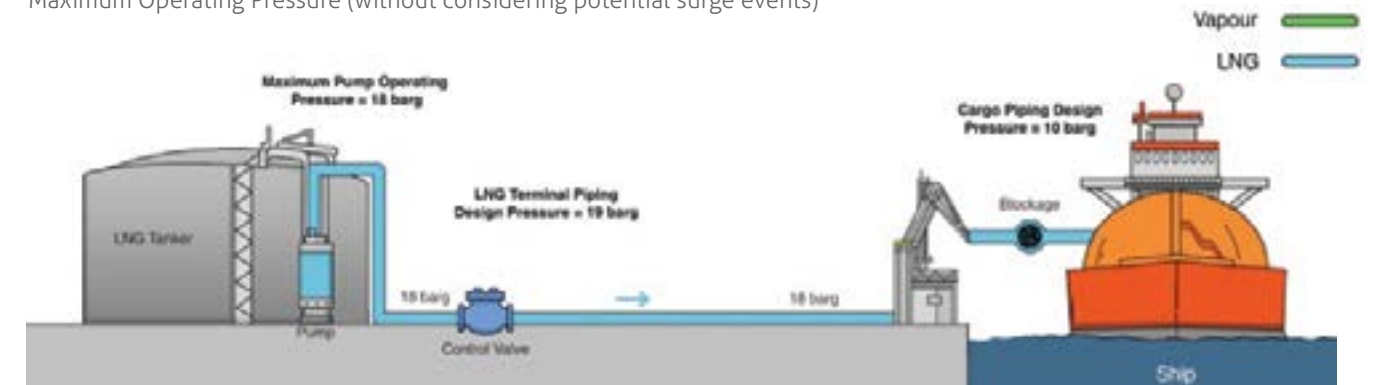 Maximum Operating Pressure (without considering potential surge events)
Vapour
LNG
Maximum Pump Operating
Pressure = 18 barg
Cargo Piping Design
Pressure = 10 barg
LNG Terminal Piping
Design Pressure = 19 barg
Blockage
LNG Tanker
18 barg
18 barg
Pump
Control Valve
Ship